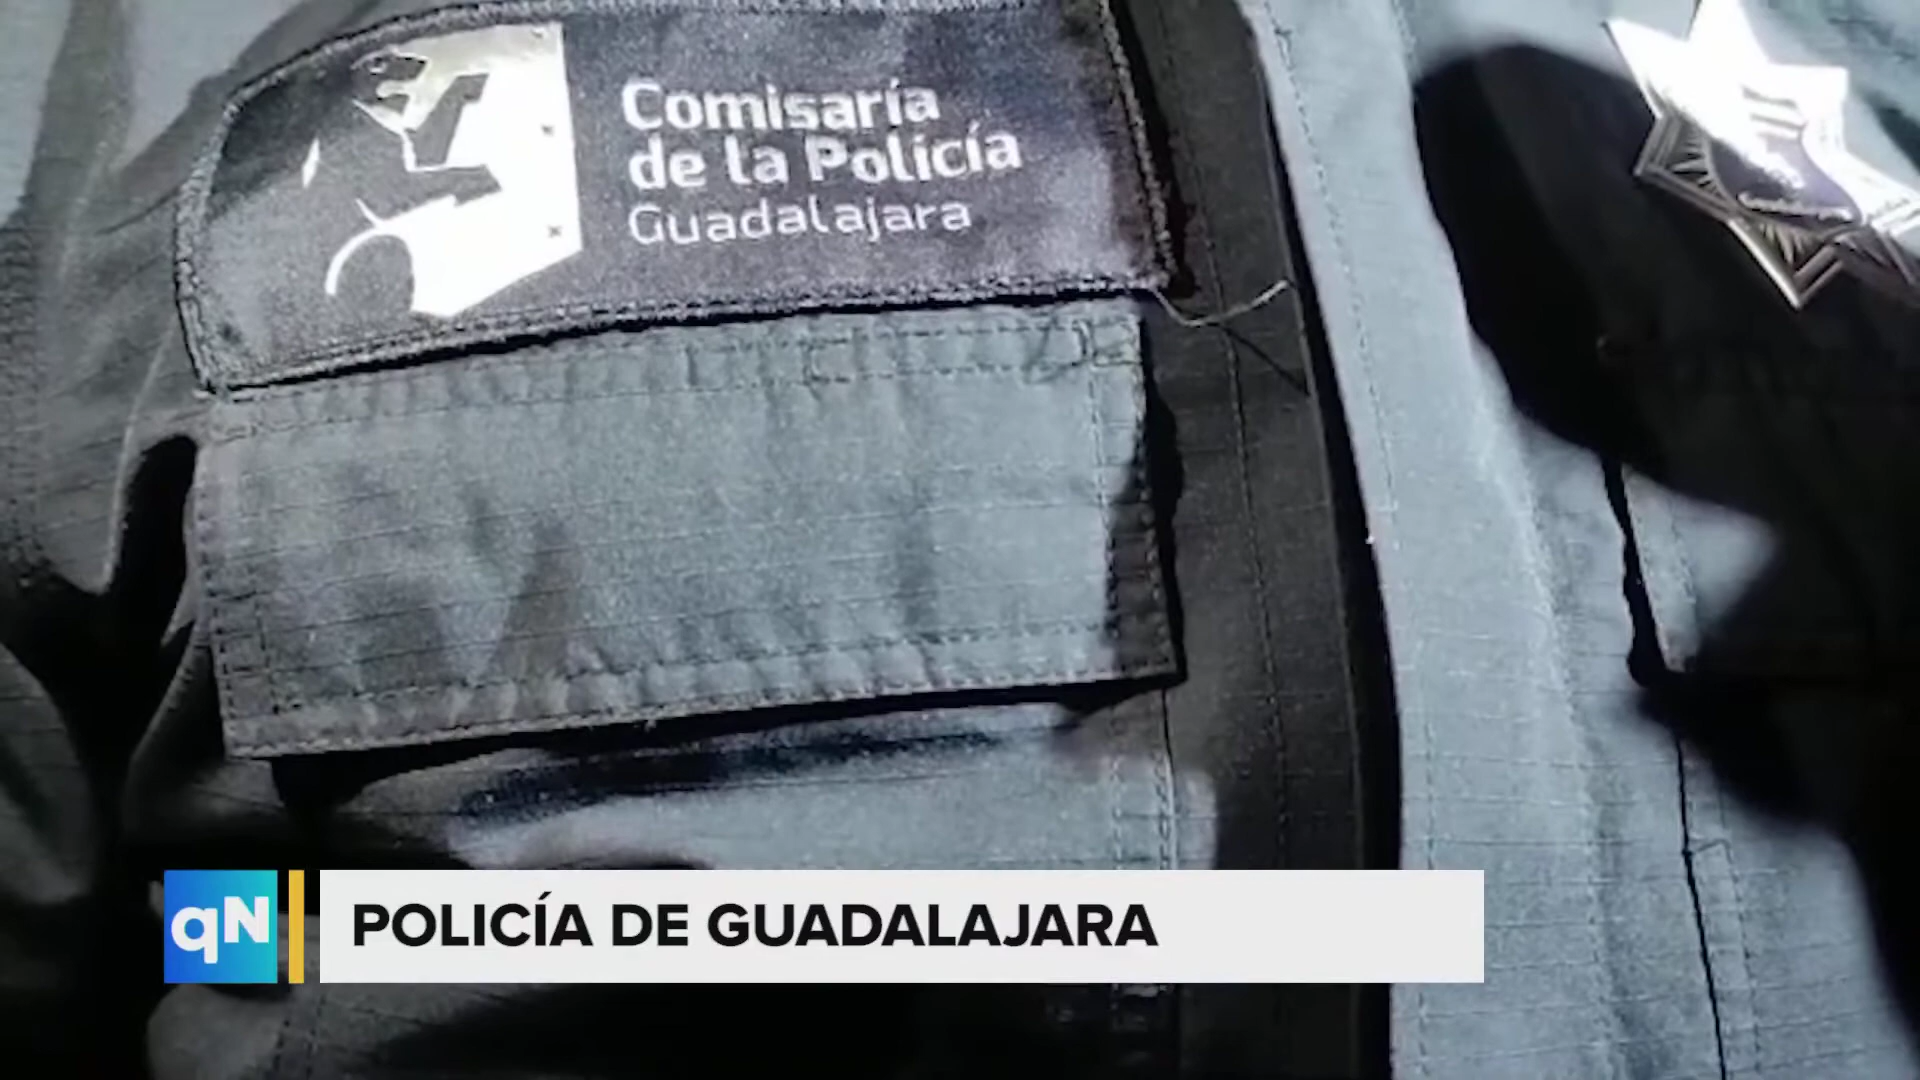 Comisaría
de la Policía
Guadalajara
qN
POLICÍA DE GUADALAJARA